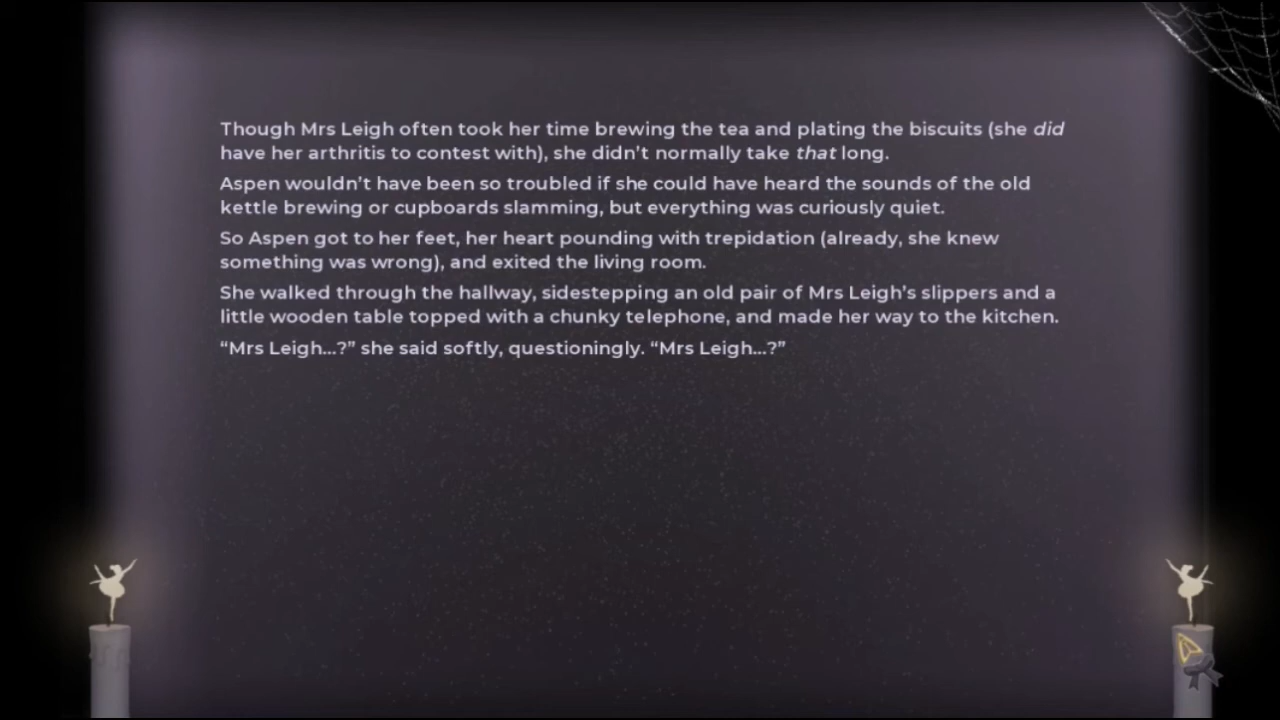 Though Mrs Leigh often took her time brewing the tea and plating the biscuits (she did
have her arthritis to contest with), she didn’t normally take that long.
Aspen wouldn’t have been so troubled if she could have heard the sounds of the old
kettle brewing or cupboards slamming, but everything was curiously quiet.
So Aspen got to her feet, her heart pounding with trepidation (already, she knew
something was wrong), and exited the living room.
She walked through the hallway, sidestepping an old pair of Mrs Leigh’s slippers and a
little wooden table topped with a chunky telephone, and made her way to the kitchen.
“Mrs Leigh...?” she said softly, questioningly. “Mrs Leigh...?”